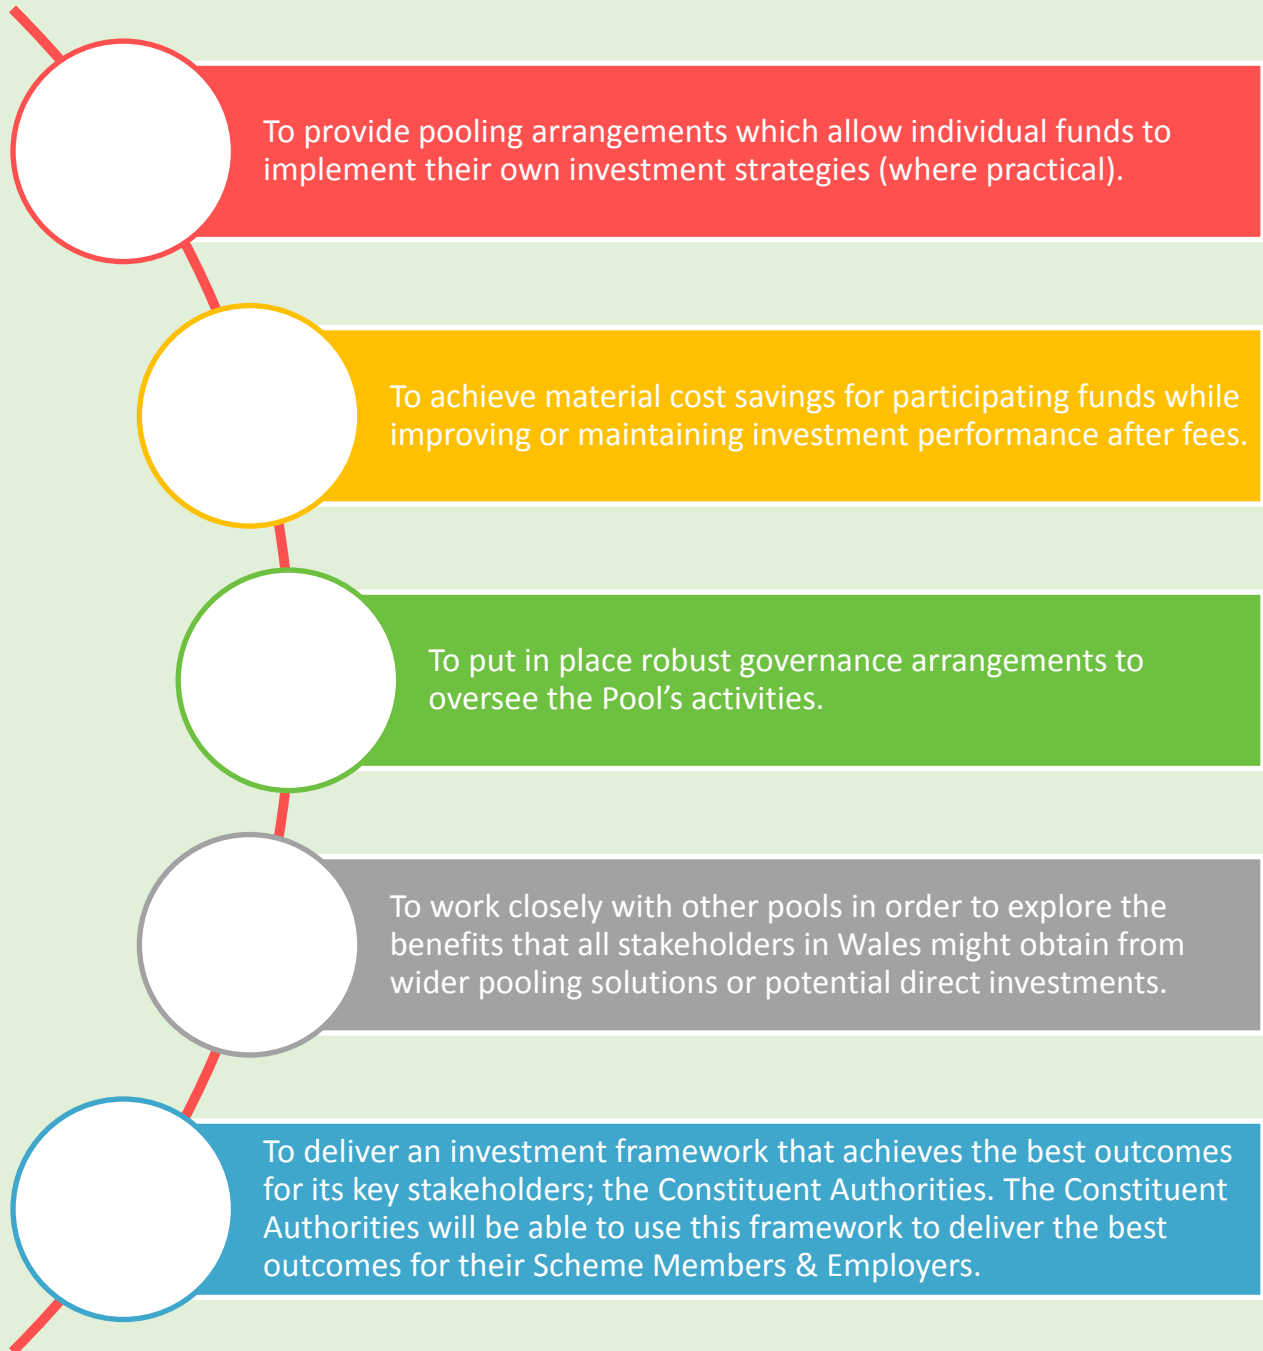 To provide pooling arrangements which allow individual funds to
implement their own investment strategies (where practical).
To achieve material cost savings for participating funds while
improving or maintaining investment performance after fees.
To put in place robust governance arrangements to
oversee the Pool’s activities.
To work closely with other pools in order to explore the
benefits that all stakeholders in Wales might obtain from
wider pooling solutions or potential direct investments.
To deliver an investment framework that achieves the best outcomes
for its key stakeholders; the Constituent Authorities. The Constituent
Authorities will be able to use this framework to deliver the best
outcomes for their Scheme Members & Employers.